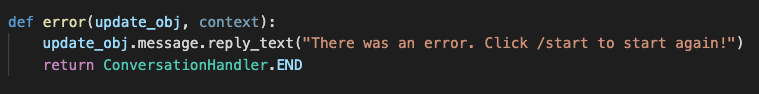 def error(update_obj, context):
    update_obj.message.reply_text("There was an error. Click /start to start again!")
    return ConversationHandler.END